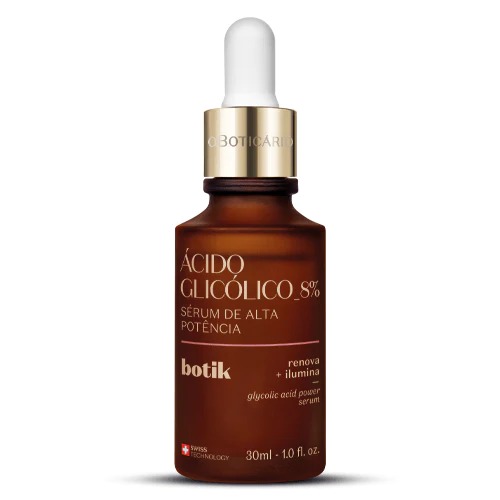 OBOTICÁRIO
ÁCIDO
GLICÓLICO_8%
SÉRUM DE ALTA
POTÊNCIA
botik
renova
+ ilumina
glycolic acid power
serum
SWISS
TECHNOLOGY
30ml - 1.0 fl. oz.